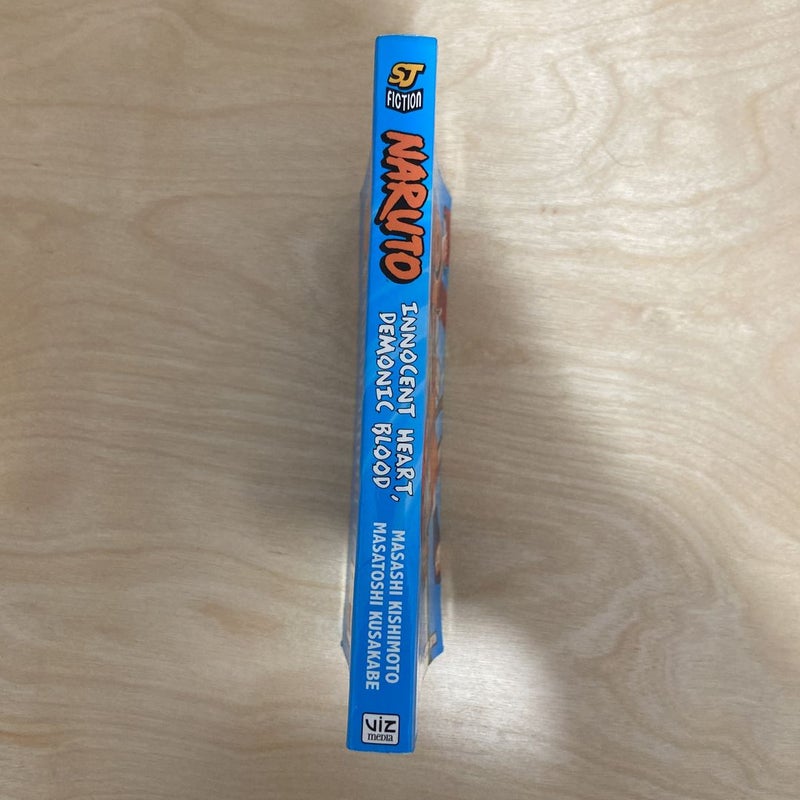 SJ
FICTION
NARUTO
INNOCENT HEART,
DEMONIC BLOOD
MASASHI KISHIMOTO
MASATOSHI KUSAKABE
VIZ
media